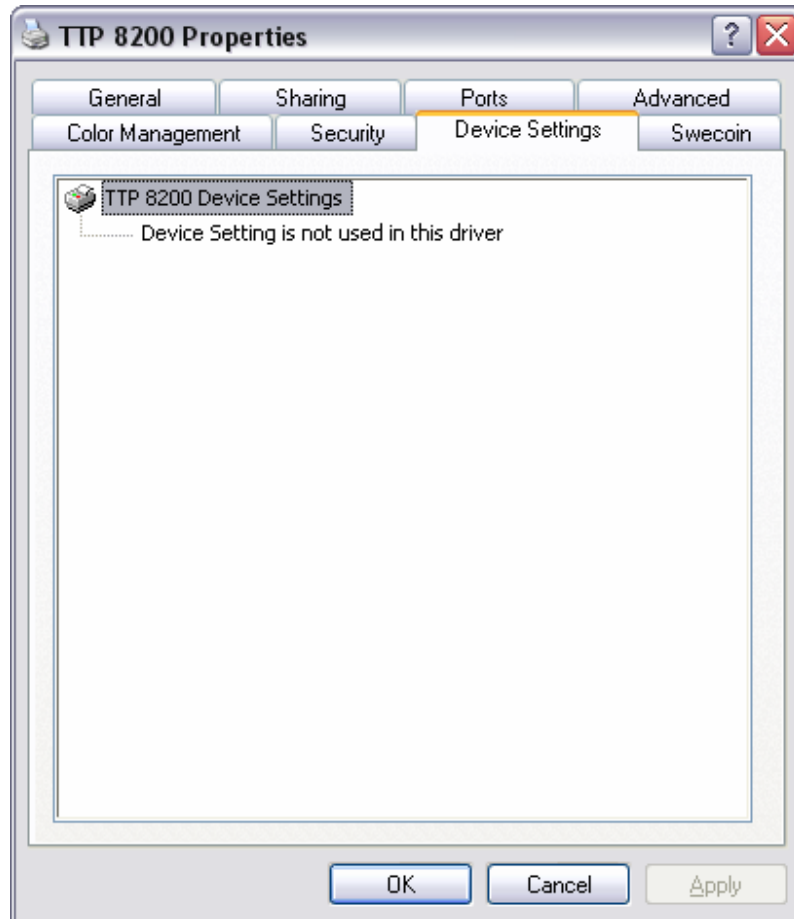 TTP 8200 Properties
?
General Sharing Ports Advanced
Color Management Security Device Settings Swecoin
TTP 8200 Device Settings
Device Setting is not used in this driver
OK Cancel Apply